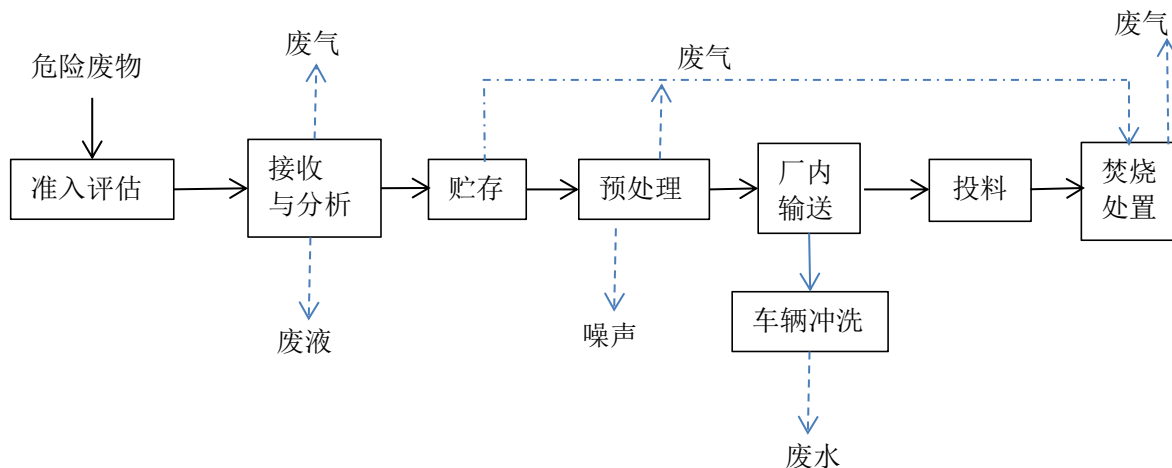 废气
废气
废气
危险废物
准入评估
接收
与分析
贮存
预处理
厂内
输送
投料
焚烧
处置
车辆冲洗
废液
噪声
废水